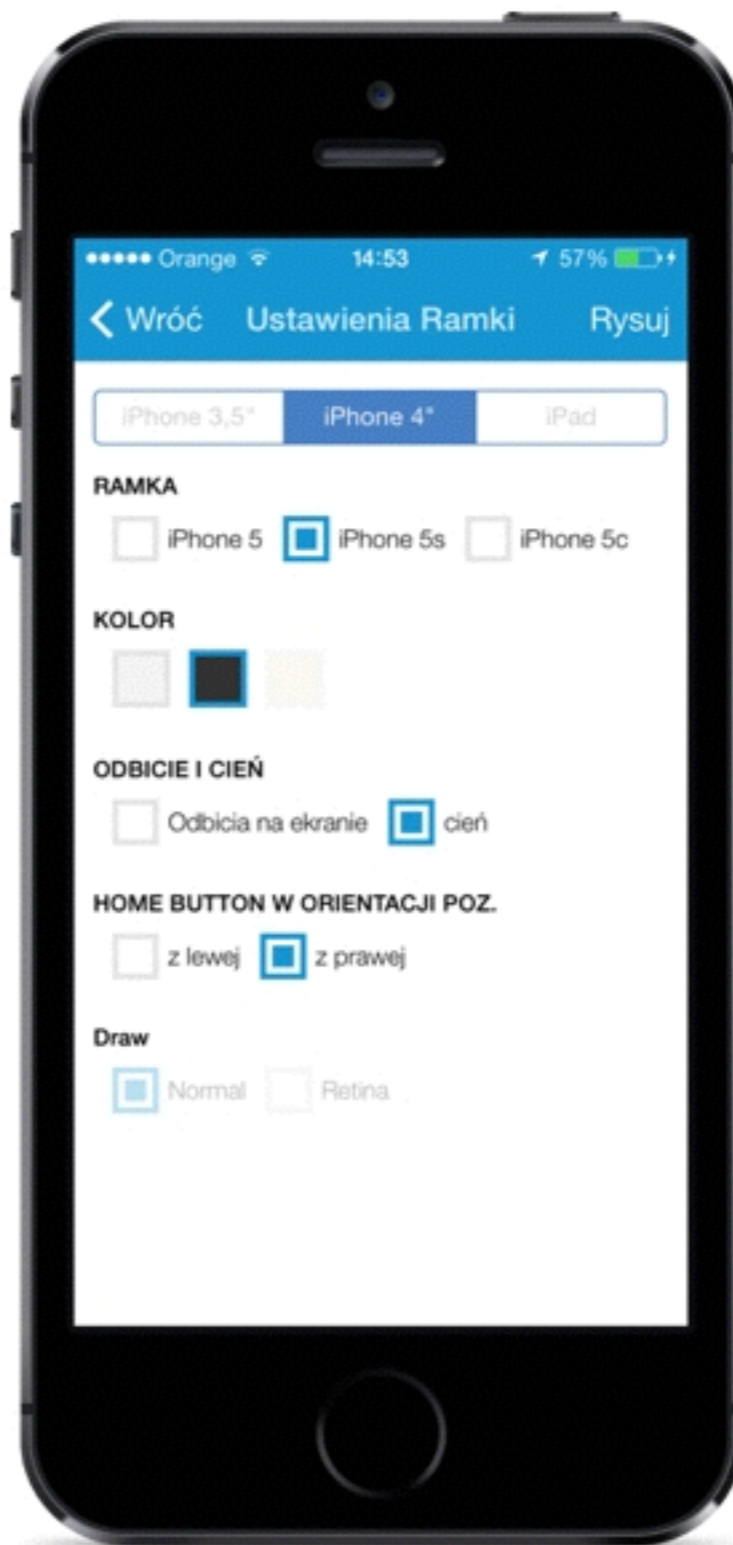 Orange 14:53 57%
Wróć Ustawienia Ramki Rysuj
iPhone 3,5" iPhone 4" iPad
RAMKA
iPhone 5 iPhone 5s iPhone 5c
KOLOR
ODBICIE I CIEŃ
Odbicia na ekranie cień
HOME BUTTON W ORIENTACJI POZ.
z lewej z prawej
Draw
Normal Retina